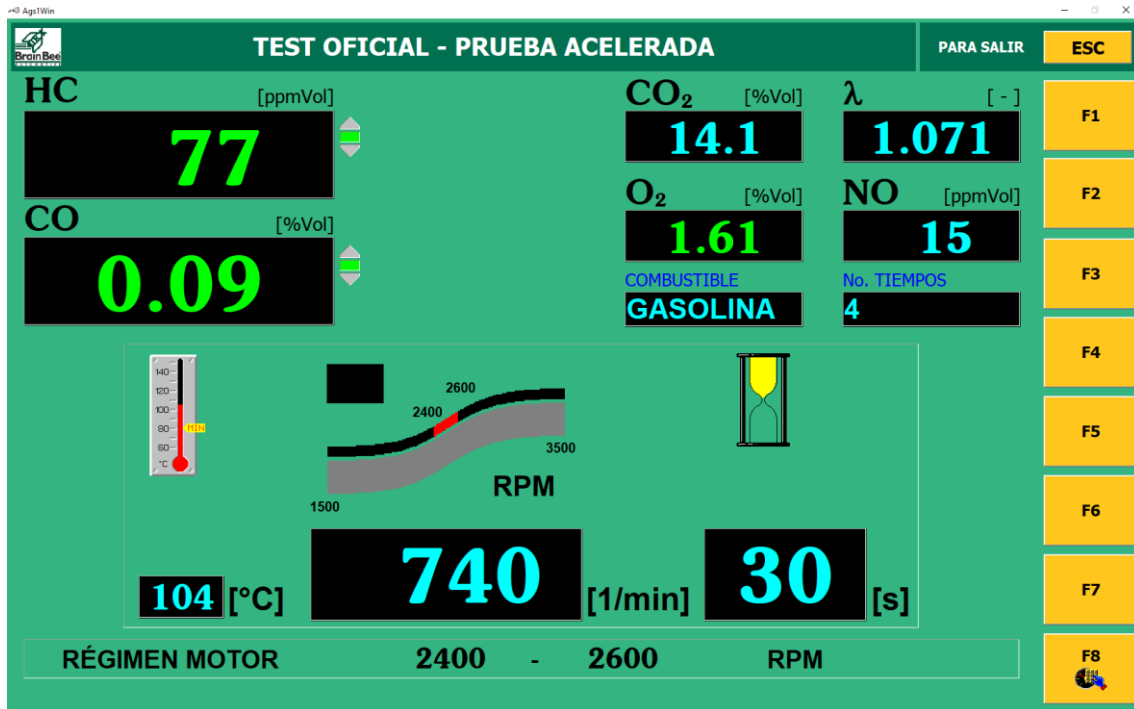 Ags1Win
BrainBee
AUTOMOTIVE
TEST OFICIAL - PRUEBA ACELERADA
PARA SALIR
ESC
HC [ppmVol]
77
CO [%Vol]
0.09
CO₂ [%Vol]
14.1
λ [ - ]
1.071
O₂ [%Vol]
1.61
NO [ppmVol]
15
COMBUSTIBLE
GASOLINA
No. TIEMPOS
4
140
120
100
80 MIN
60
°C
2600
2400
3500
1500
RPM
104 [°C]
740 [1/min]
30 [s]
RÉGIMEN MOTOR 2400 - 2600 RPM
F1
F2
F3
F4
F5
F6
F7
F8